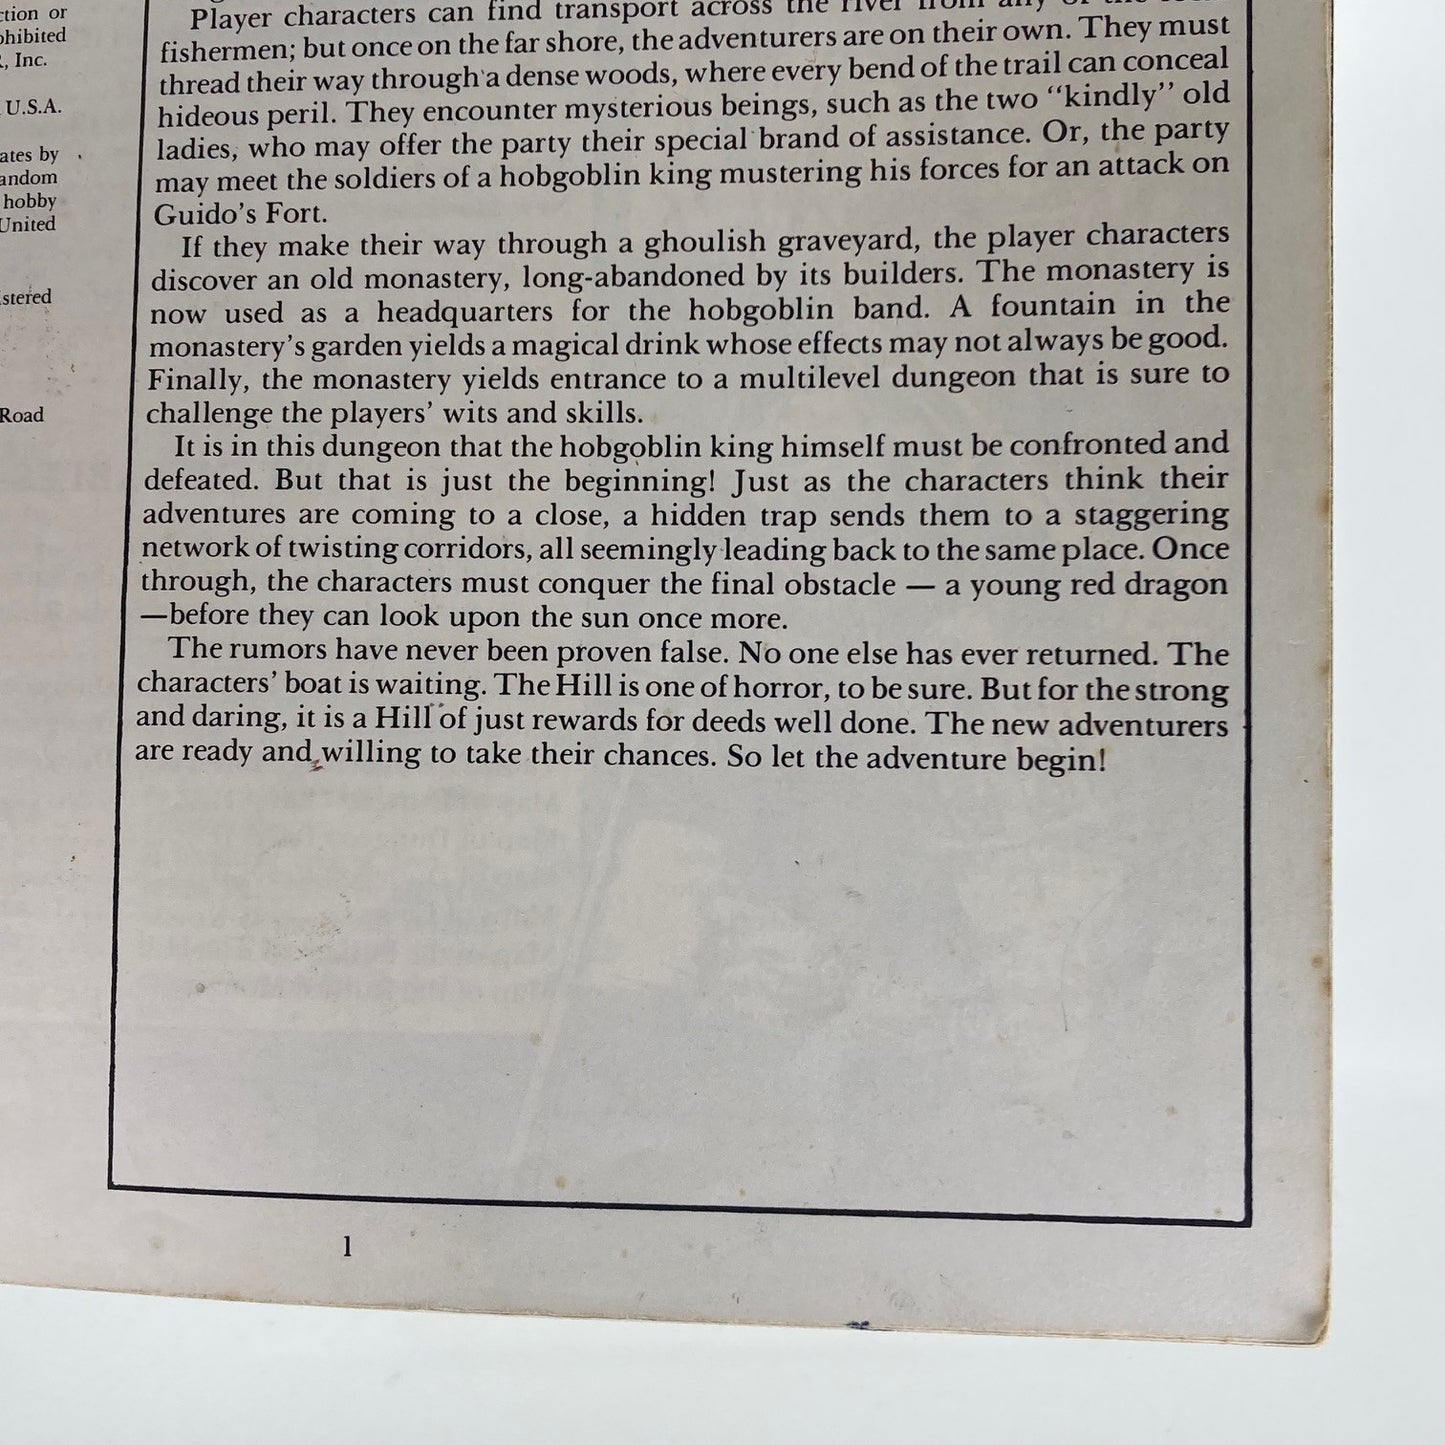 ction or
ohibited
, Inc.
U.S.A.
ates by
andom
hobby
United
stered
Road
Player characters can find transport across the river from any of the
fishermen; but once on the far shore, the adventurers are on their own. They must
thread their way through a dense woods, where every bend of the trail can conceal
hideous peril. They encounter mysterious beings, such as the two "kindly" old
ladies, who may offer the party their special brand of assistance. Or, the party
may meet the soldiers of a hobgoblin king mustering his forces for an attack on
Guido's Fort.
If they make their way through a ghoulish graveyard, the player characters
discover an old monastery, long-abandoned by its builders. The monastery is
now used as a headquarters for the hobgoblin band. A fountain in the
monastery's garden yields a magical drink whose effects may not always be good.
Finally, the monastery yields entrance to a multilevel dungeon that is sure to
challenge the players' wits and skills.
It is in this dungeon that the hobgoblin king himself must be confronted and
defeated. But that is just the beginning! Just as the characters think their
adventures are coming to a close, a hidden trap sends them to a staggering
network of twisting corridors, all seemingly leading back to the same place. Once
through, the characters must conquer the final obstacle — a young red dragon
—before they can look upon the sun once more.
The rumors have never been proven false. No one else has ever returned. The
characters' boat is waiting. The Hill is one of horror, to be sure. But for the strong
and daring, it is a Hill of just rewards for deeds well done. The new adventurers
are ready and willing to take their chances. So let the adventure begin!
1